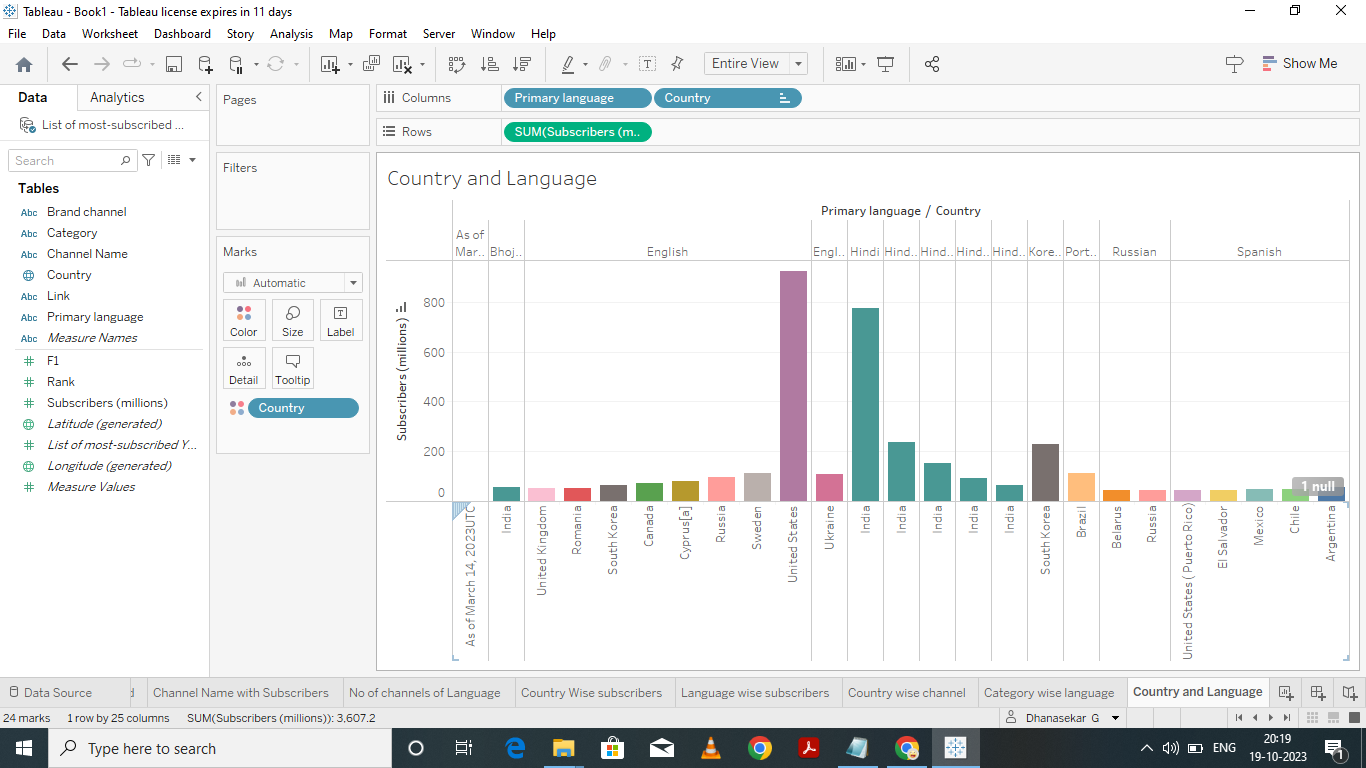 Tableau - Book1 - Tableau license expires in 11 days
File Data Worksheet Dashboard Story Analysis Map Format Server Window Help
Entire View
Show Me
Data Analytics
List of most-subscribed ...
Search
Tables
Abc Brand channel
Abc Category
Abc Channel Name
Country
Abc Link
Abc Primary language
Abc Measure Names
# F1
# Rank
# Subscribers (millions)
Latitude (generated)
# List of most-subscribed Y...
Longitude (generated)
# Measure Values
Pages
Filters
Marks
Automatic
Color Size Label
Detail Tooltip
Country
Columns Primary language Country
Rows SUM(Subscribers (m..
Country and Language
Primary language / Country
As of
Mar.. Bhoj.. English Engl.. Hindi Hind.. Hind.. Hind.. Hind.. Kore.. Port.. Russian Spanish
Subscribers (millions)
800
600
400
200
0
1 null
As of March 14, 2023UTC
India
United Kingdom
Romania
South Korea
Canada
Cyprus[a]
Russia
Sweden
United States
Ukraine
India
India
India
India
India
South Korea
Brazil
Belarus
Russia
United States ( Puerto Rico)
El Salvador
Mexico
Chile
Argentina
Data Source Channel Name with Subscribers No of channels of Language Country Wise subscribers Language wise subscribers Country wise channel Category wise language Country and Language
24 marks 1 row by 25 columns SUM(Subscribers (millions)): 3,607.2 Dhanasekar G
Type here to search
ENG
20:19
19-10-2023
1